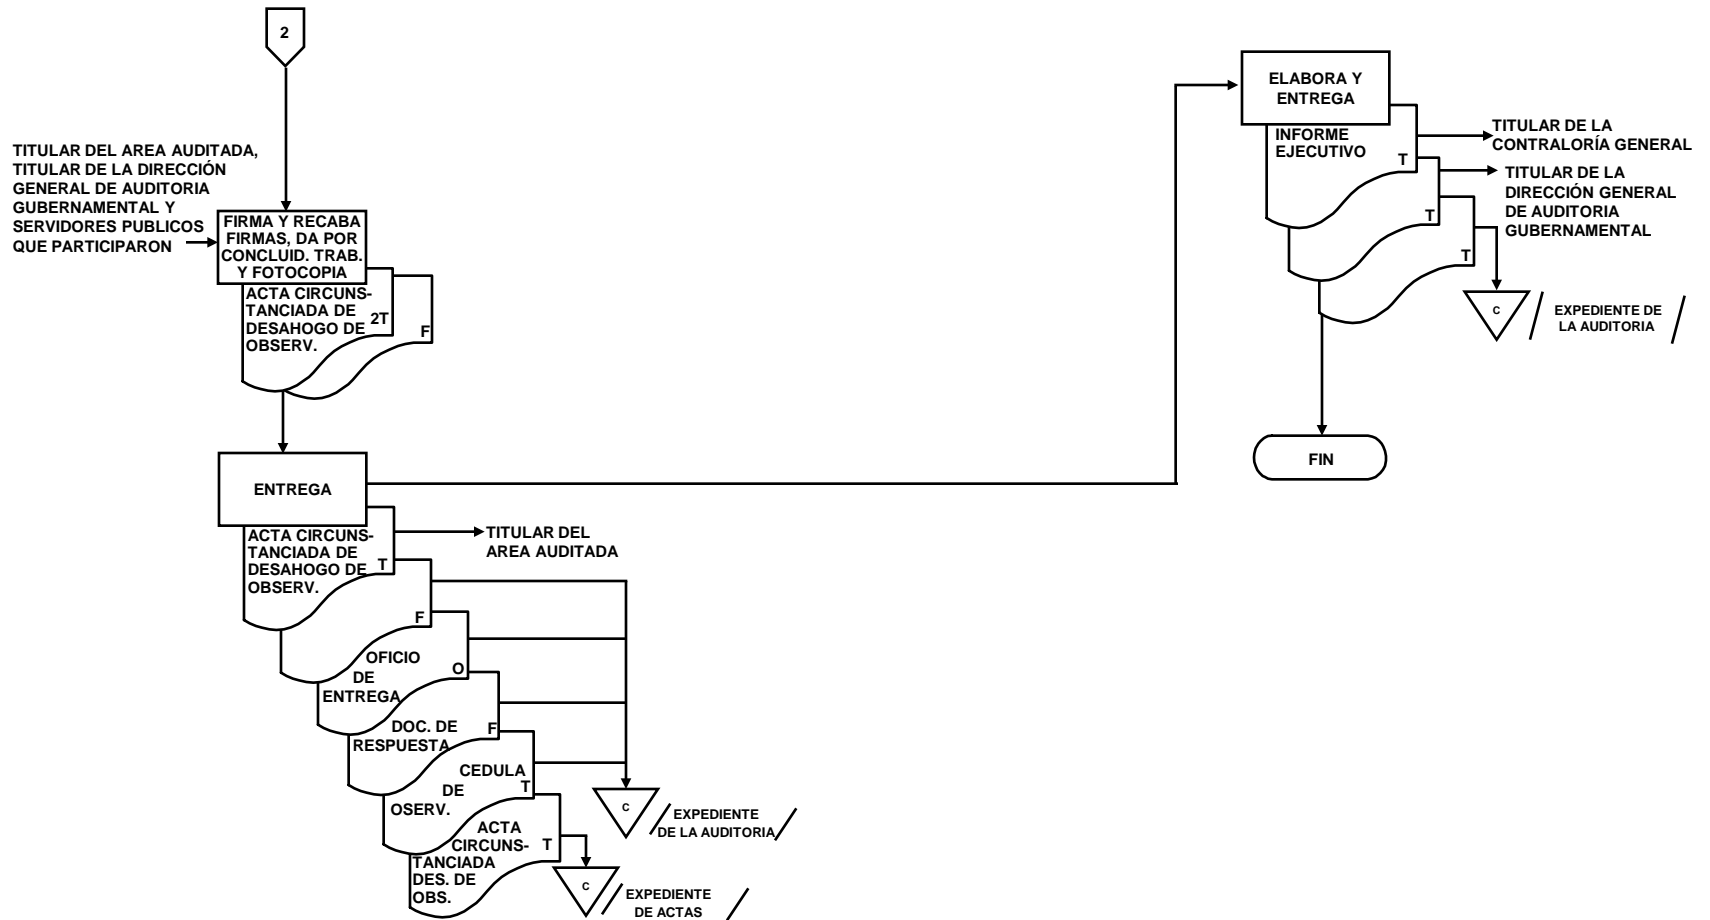 2
TITULAR DEL AREA AUDITADA,
TITULAR DE LA DIRECCIÓN
GENERAL DE AUDITORIA
GUBERNAMENTAL Y
SERVIDORES PUBLICOS
QUE PARTICIPARON
FIRMA Y RECABA
FIRMAS, DA POR
CONCLUID. TRAB.
Y FOTOCOPIA
ACTA CIRCUNS-
TANCIADA DE
DESAHOGO DE
OBSERV.
2T
F
ENTREGA
ACTA CIRCUNS-
TANCIADA DE
DESAHOGO DE
OBSERV.
T
TITULAR DEL
AREA AUDITADA
F
OFICIO
DE
ENTREGA
O
DOC. DE
RESPUESTA
F
CEDULA
DE
OSERV.
T
ACTA
CIRCUNS-
TANCIADA
DES. DE
OBS.
T
C
EXPEDIENTE
DE LA AUDITORIA
C
EXPEDIENTE
DE ACTAS
ELABORA Y
ENTREGA
INFORME
EJECUTIVO
T
TITULAR DE LA
CONTRALORÍA GENERAL
T
TITULAR DE LA
DIRECCIÓN GENERAL
DE AUDITORIA
GUBERNAMENTAL
T
C
EXPEDIENTE DE
LA AUDITORIA
FIN